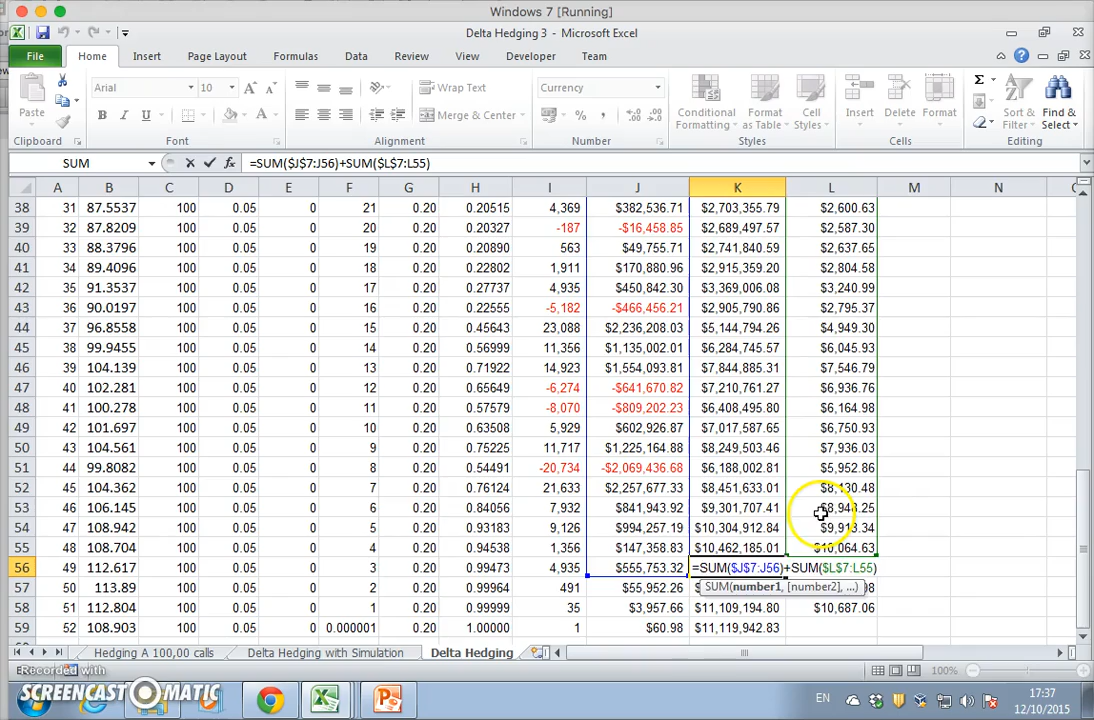 Windows 7 [Running]
Delta Hedging 3 - Microsoft Excel
File Home Insert Page Layout Formulas Data Review View Developer Team
Paste Arial 10 Wrap Text Currency Conditional Format Cell Insert Delete Format Sort & Find &
B I U A Merge & Center % , Formatting as Table Styles Filter Select
Clipboard Font Alignment Number Styles Cells Editing
SUM fx =SUM($J$7:J56)+SUM($L$7:L55)
A B C D E F G H I J K L M N
38 31 87.5537 100 0.05 0 21 0.20 0.20515 4,369 $382,536.71 $2,703,355.79 $2,600.63
39 32 87.8209 100 0.05 0 20 0.20 0.20327 -187 -$16,458.85 $2,689,497.57 $2,587.30
40 33 88.3796 100 0.05 0 19 0.20 0.20890 563 $49,755.71 $2,741,840.59 $2,637.65
41 34 89.4096 100 0.05 0 18 0.20 0.22802 1,911 $170,880.96 $2,915,359.20 $2,804.58
42 35 91.3537 100 0.05 0 17 0.20 0.27737 4,935 $450,842.30 $3,369,006.08 $3,240.99
43 36 90.0197 100 0.05 0 16 0.20 0.22555 -5,182 -$466,456.21 $2,905,790.86 $2,795.37
44 37 96.8558 100 0.05 0 15 0.20 0.45643 23,088 $2,236,208.03 $5,144,794.26 $4,949.30
45 38 99.9455 100 0.05 0 14 0.20 0.56999 11,356 $1,135,002.01 $6,284,745.57 $6,045.93
46 39 104.139 100 0.05 0 13 0.20 0.71922 14,923 $1,554,093.81 $7,844,885.31 $7,546.79
47 40 102.281 100 0.05 0 12 0.20 0.65649 -6,274 -$641,670.82 $7,210,761.27 $6,936.76
48 41 100.278 100 0.05 0 11 0.20 0.57579 -8,070 -$809,202.23 $6,408,495.80 $6,164.98
49 42 101.697 100 0.05 0 10 0.20 0.63508 5,929 $602,926.87 $7,017,587.65 $6,750.93
50 43 104.561 100 0.05 0 9 0.20 0.75225 11,717 $1,225,164.88 $8,249,503.46 $7,936.03
51 44 99.8082 100 0.05 0 8 0.20 0.54491 -20,734 -$2,069,436.68 $6,188,002.81 $5,952.86
52 45 104.362 100 0.05 0 7 0.20 0.76124 21,633 $2,257,677.33 $8,451,633.01 $8,130.48
53 46 106.145 100 0.05 0 6 0.20 0.84056 7,932 $841,943.92 $9,301,707.41
54 47 108.942 100 0.05 0 5 0.20 0.93183 9,126 $994,257.19 $10,304,912.84
55 48 108.704 100 0.05 0 4 0.20 0.94538 1,356 $147,358.83 $10,462,185.01 $10,064.63
56 49 112.617 100 0.05 0 3 0.20 0.99473 4,935 $555,753.32 =SUM($J$7:J56)+SUM($L$7:L55)
57 50 113.89 100 0.05 0 2 0.20 0.99994 491 $55,952.26 SUM(number1, [number2], ...) 98
58 51 112.804 100 0.05 0 1 0.20 0.99999 35 $3,957.66 $11,109,194.80 $10,687.06
59 52 108.903 100 0.05 0 0.000001 0.20 1.00000 1 $60.98 $11,119,942.83
Hedging A 100,00 calls Delta Hedging with Simulation Delta Hedging
Recorded with 100%
SCREENCAST-O-MATIC EN 17:37
12/10/2015